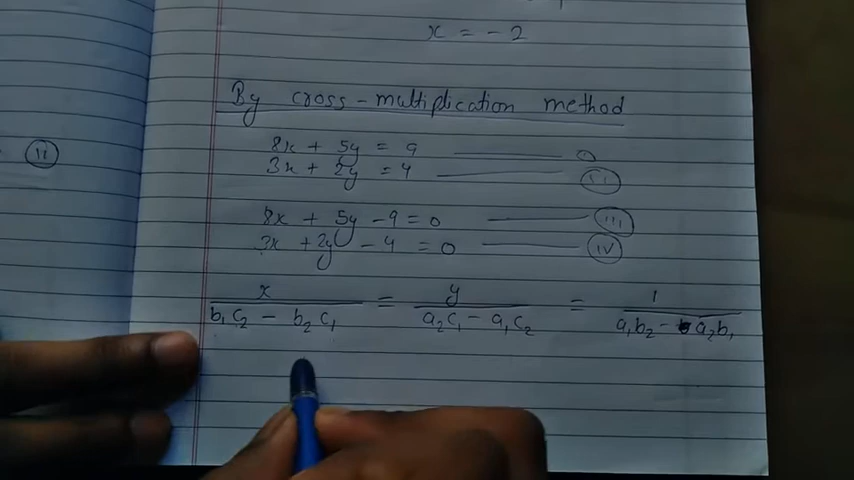 x = - 2
By cross - multiplication method
8x + 5y = 9 ——— (i)
3x + 2y = 4 ——— (ii)
(ii)
8x + 5y - 9 = 0 ——— (iii)
3x + 2y - 4 = 0 ——— (iv)
x / (b₁c₂ - b₂c₁) = y / (a₂c₁ - a₁c₂) = 1 / (a₁b₂ - a₂b₁)